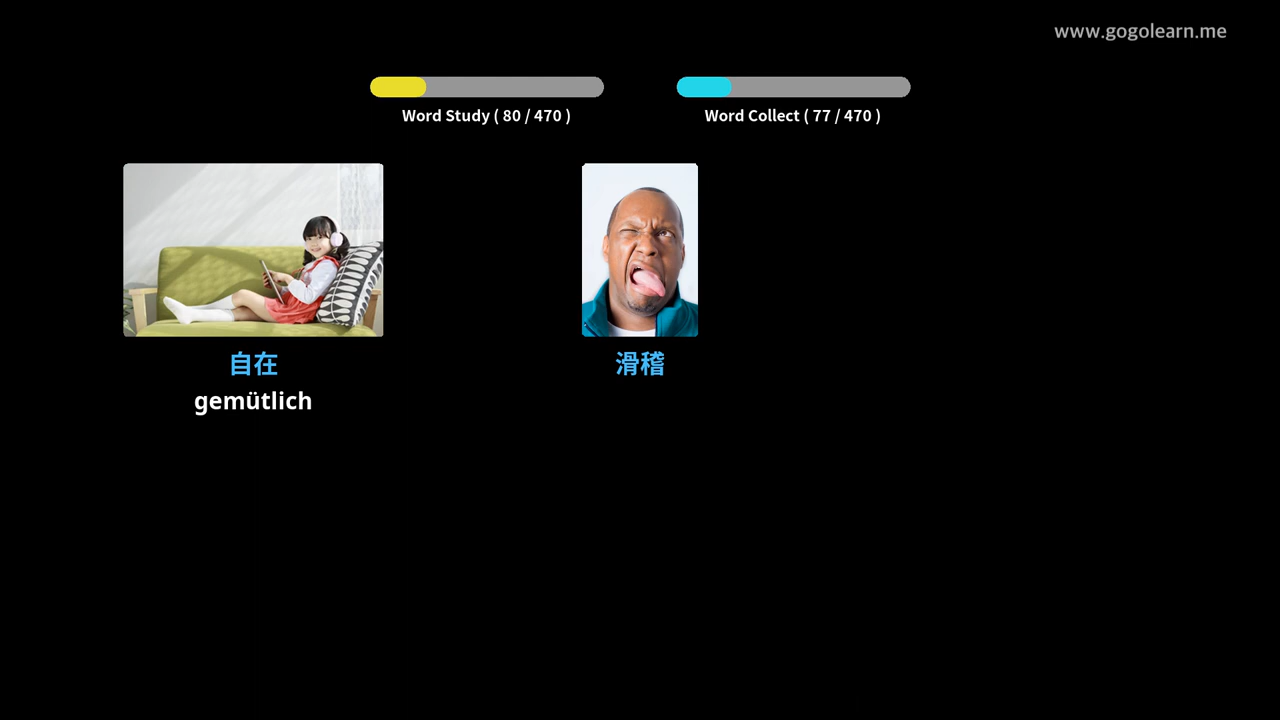 www.gogolearn.me
Word Study ( 80 / 470 )
Word Collect ( 77 / 470 )
自在
gemütlich
滑稽